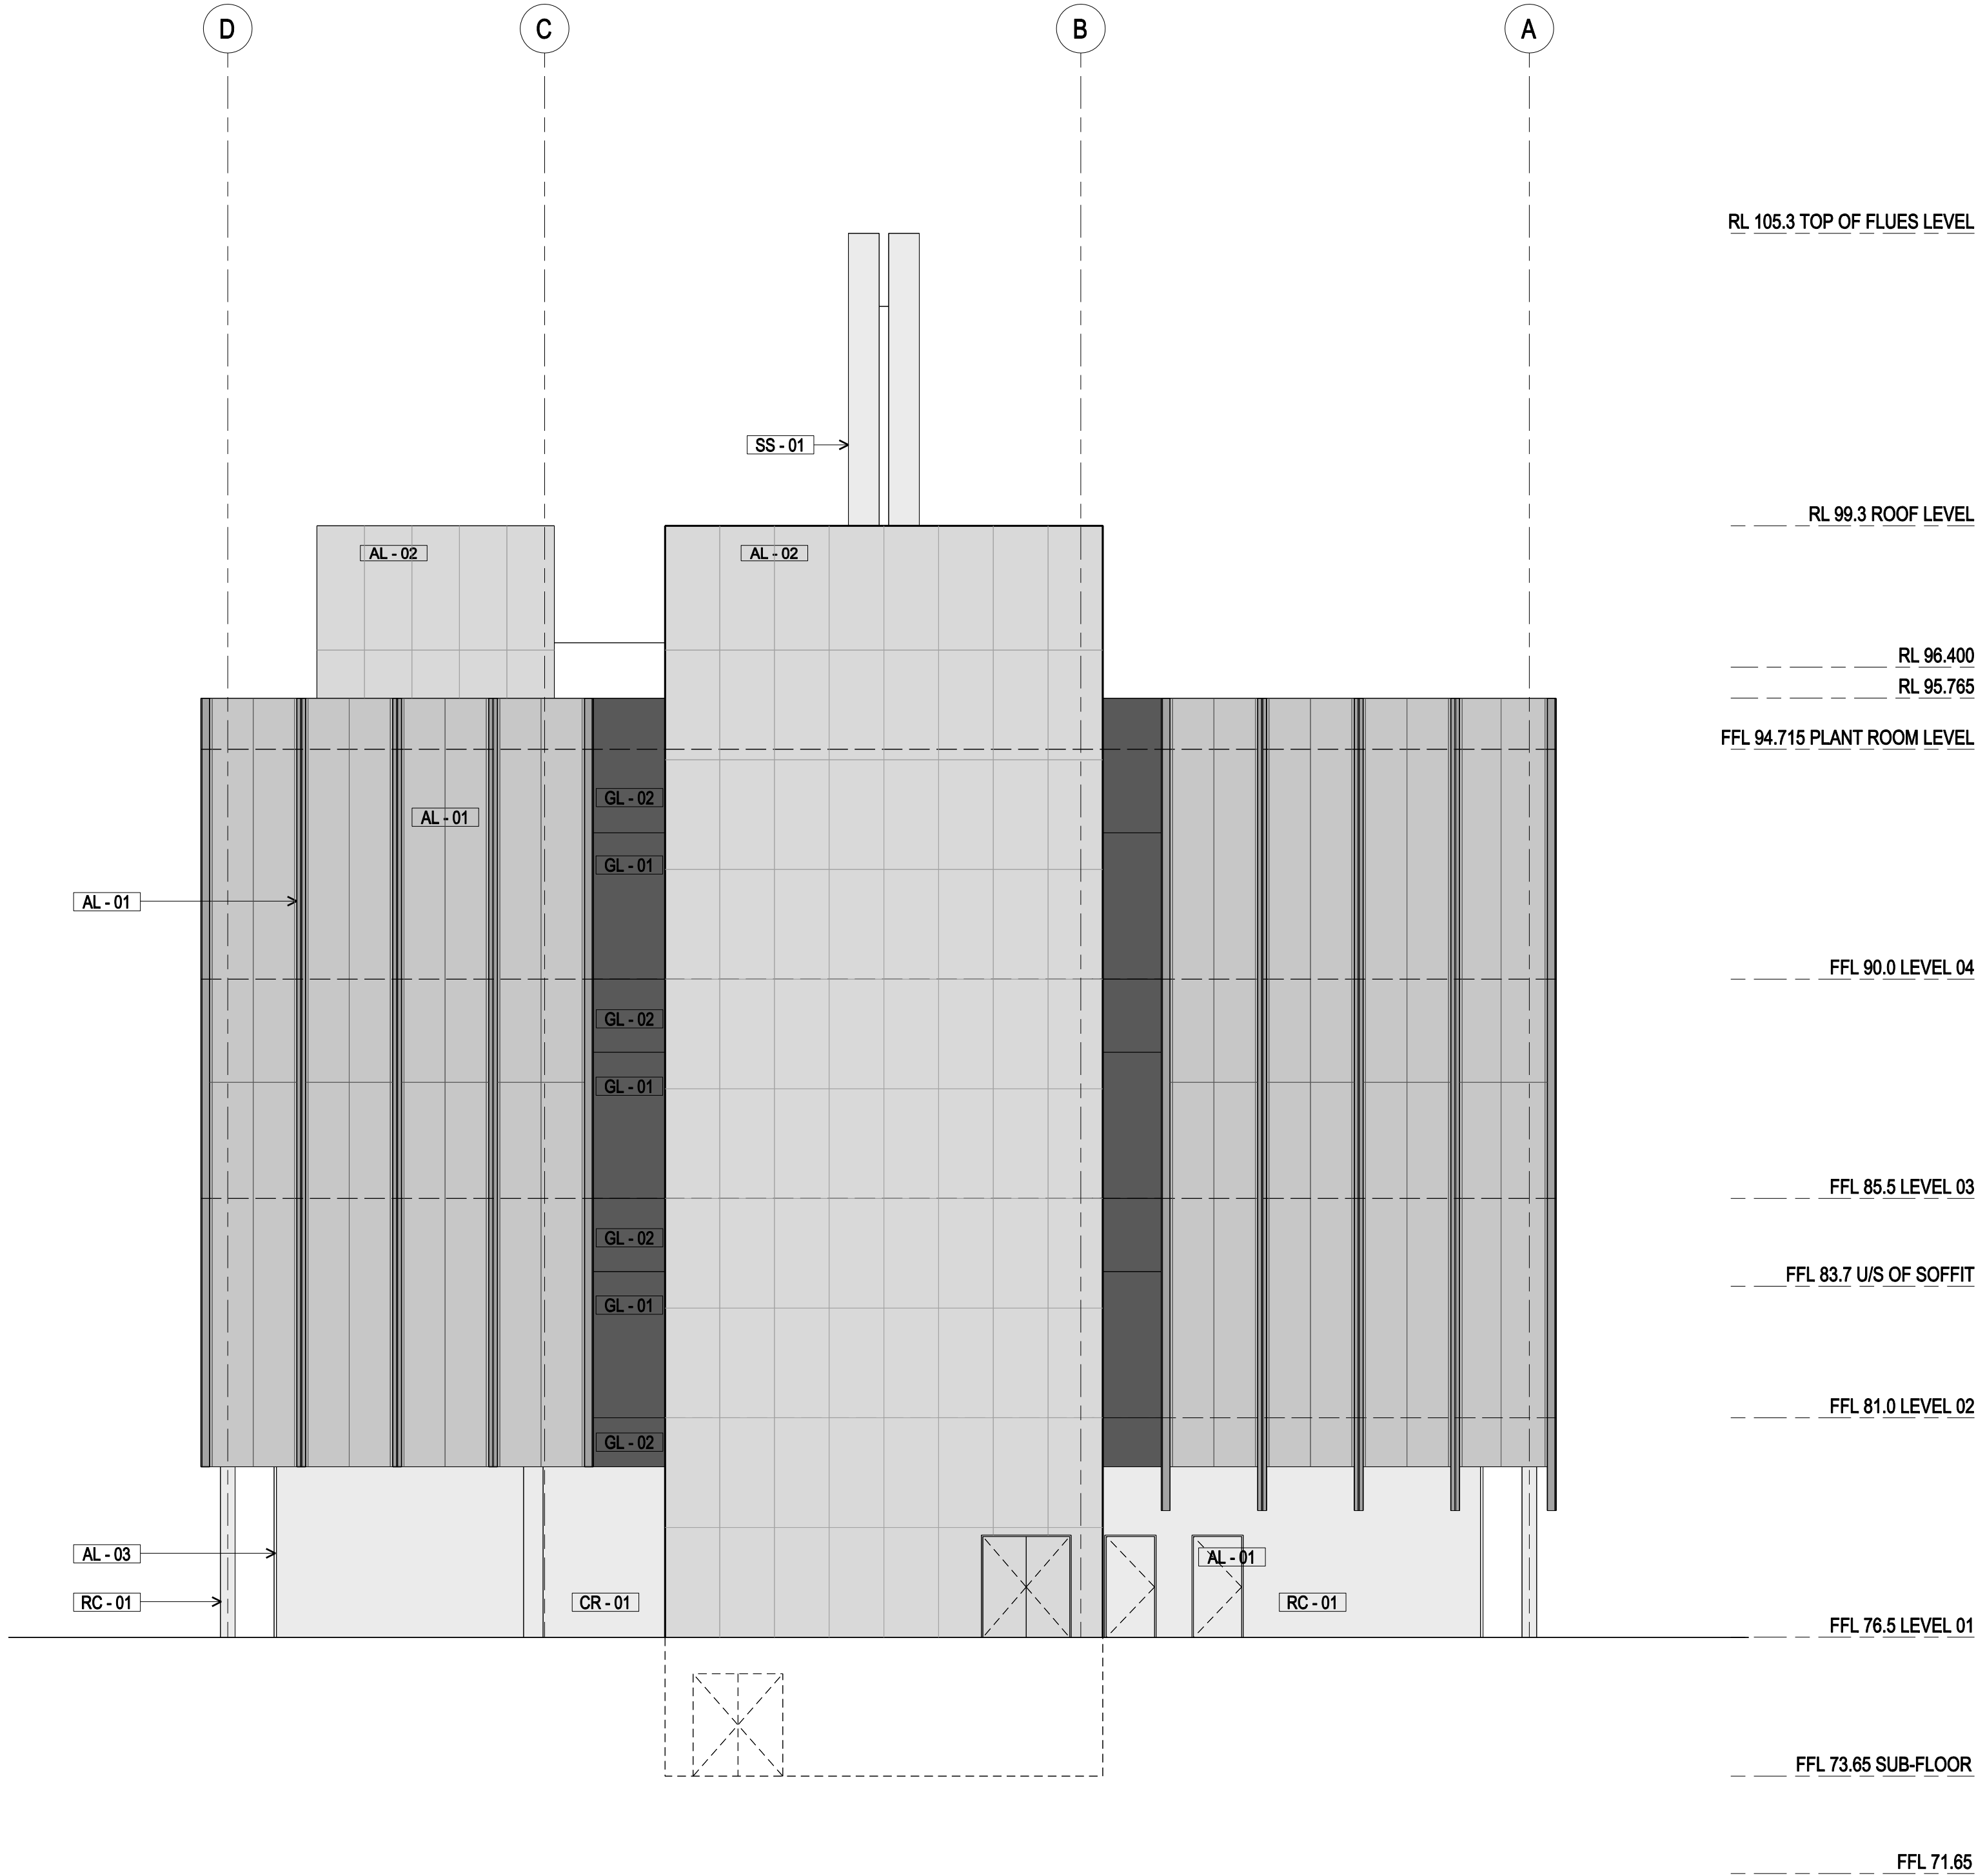 D
C
B
A
RL 105.3 TOP OF FLUES LEVEL
SS - 01
RL 99.3 ROOF LEVEL
AL - 02
AL - 02
RL 96.400
RL 95.765
FFL 94.715 PLANT ROOM LEVEL
GL - 02
AL - 01
GL - 01
AL - 01
FFL 90.0 LEVEL 04
GL - 02
GL - 01
FFL 85.5 LEVEL 03
GL - 02
FFL 83.7 U/S OF SOFFIT
GL - 01
FFL 81.0 LEVEL 02
GL - 02
AL - 03
AL - 01
RC - 01
CR - 01
RC - 01
FFL 76.5 LEVEL 01
FFL 73.65 SUB-FLOOR
FFL 71.65